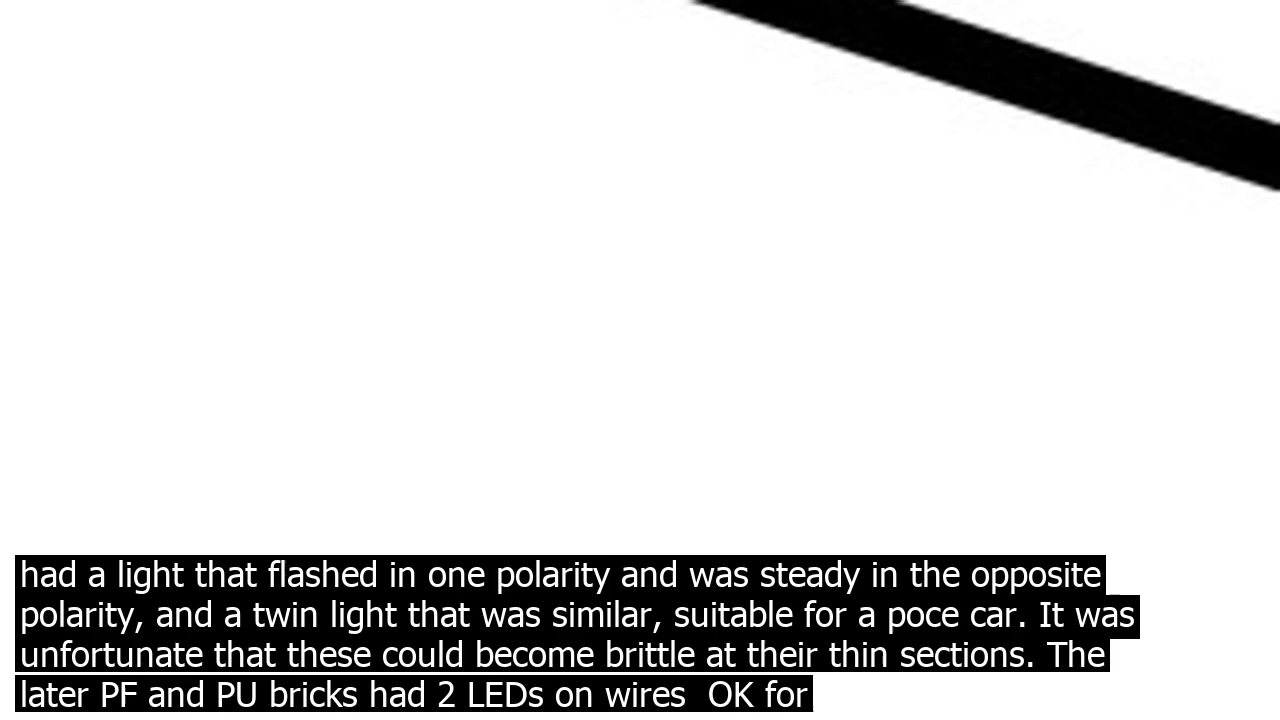 had a light that flashed in one polarity and was steady in the opposite
polarity, and a twin light that was similar, suitable for a poce car. It was
unfortunate that these could become brittle at their thin sections. The
later PF and PU bricks had 2 LEDs on wires  OK for